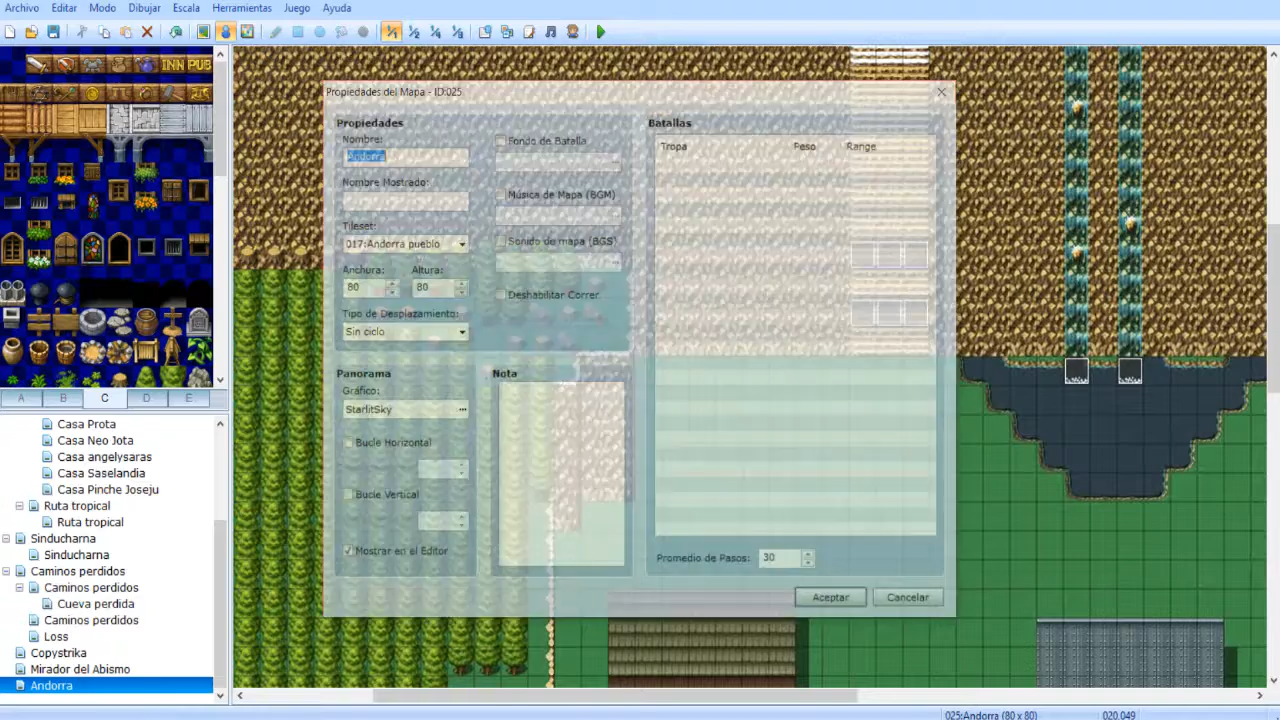 Archivo Editar Modo Dibujar Escala Herramientas Juego Ayuda
INN PUB
A B C D E
Casa Prota
Casa Neo Jota
Casa angelysaras
Casa Saselandia
Casa Pinche Joseju
Ruta tropical
Ruta tropical
Sinducharna
Sinducharna
Caminos perdidos
Caminos perdidos
Cueva perdida
Caminos perdidos
Loss
Copystrika
Mirador del Abismo
Andorra
Propiedades del Mapa - ID:025
Propiedades
Nombre:
Andorra
Nombre Mostrado:
Tileset:
017:Andorra pueblo
Anchura: Altura:
80 80
Tipo de Desplazamiento:
Sin ciclo
Fondo de Batalla
Música de Mapa (BGM)
Sonido de mapa (BGS)
Deshabilitar Correr
Panorama
Gráfico:
StarlitSky
Bucle Horizontal
Bucle Vertical
Mostrar en el Editor
Nota
Batallas
Tropa Peso Range
Promedio de Pasos: 30
Aceptar Cancelar
025:Andorra (80 x 80) 020,049